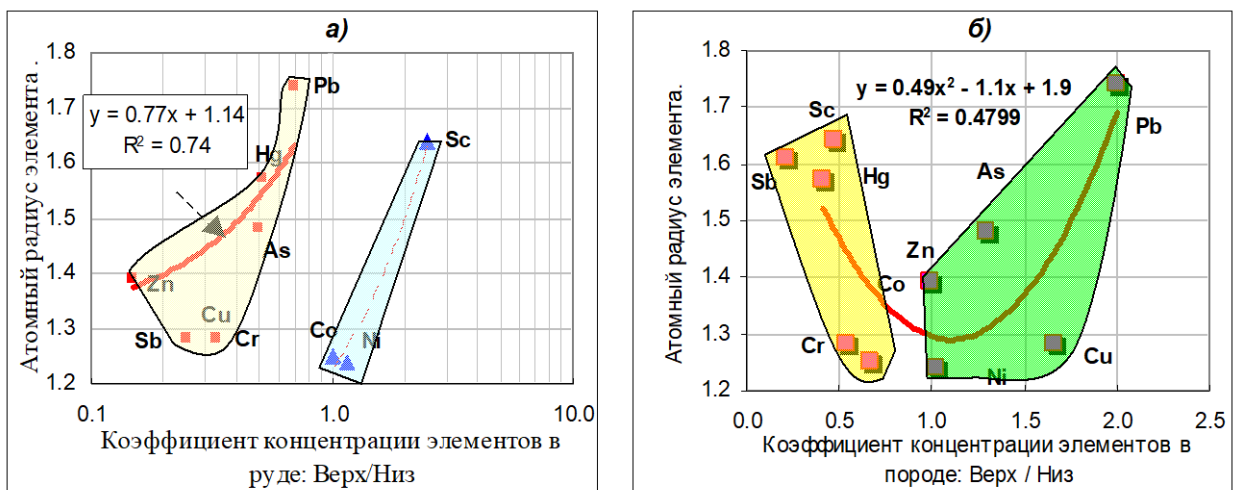 а)
1.8
1.7
1.6
1.5
1.4
1.3
1.2
Атомный радиус элемента .
y = 0.77x + 1.14
R² = 0.74
Pb
Hg
As
Zn
Cu
Sb
Cr
Sc
Co
Ni
0.1
1.0
10.0
Коэффициент концентрации элементов в
руде: Верх/Низ
б)
1.8
1.7
1.6
1.5
1.4
1.3
1.2
Атомный радиус элемента.
y = 0.49x² - 1.1x + 1.9
R² = 0.4799
Sc
Sb
Hg
As
Pb
Zn
Co
Cr
Ni
Cu
0.0
0.5
1.0
1.5
2.0
2.5
Коэффициент концентрации элементов в
породе: Верх / Низ